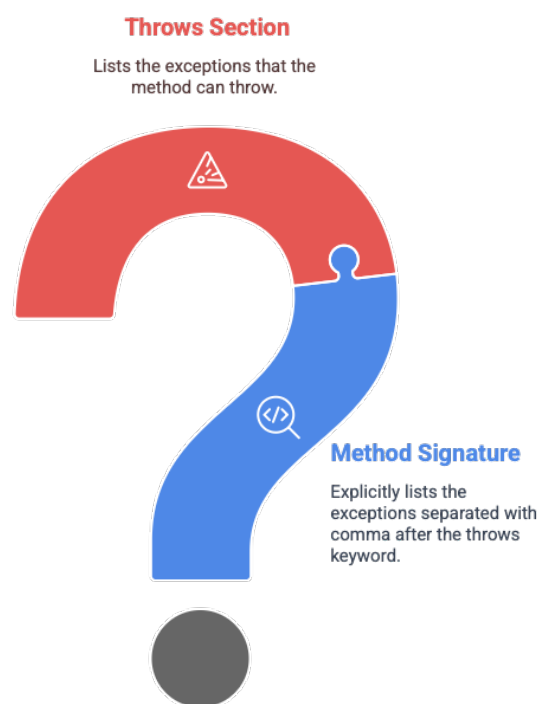 Throws Section
Lists the exceptions that the
method can throw.
</>
Method Signature
Explicitly lists the
exceptions separated with
comma after the throws
keyword.